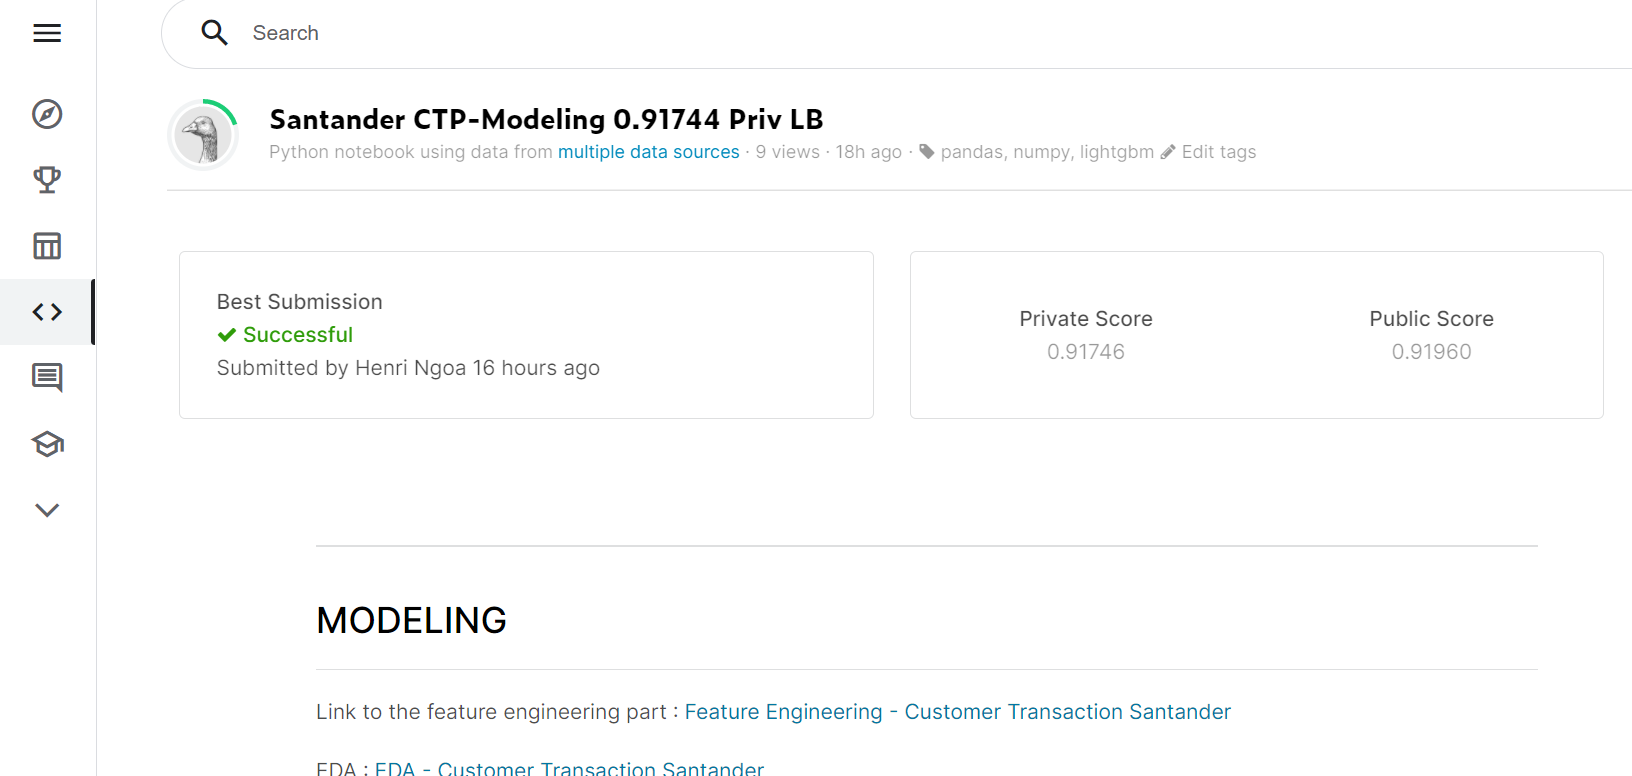 Search
Santander CTP-Modeling 0.91744 Priv LB
Python notebook using data from multiple data sources · 9 views · 18h ago · pandas, numpy, lightgbm Edit tags
Best Submission
Successful
Submitted by Henri Ngoa 16 hours ago
Private Score
0.91746
Public Score
0.91960
MODELING
Link to the feature engineering part : Feature Engineering - Customer Transaction Santander
EDA : EDA - Customer Transaction Santander